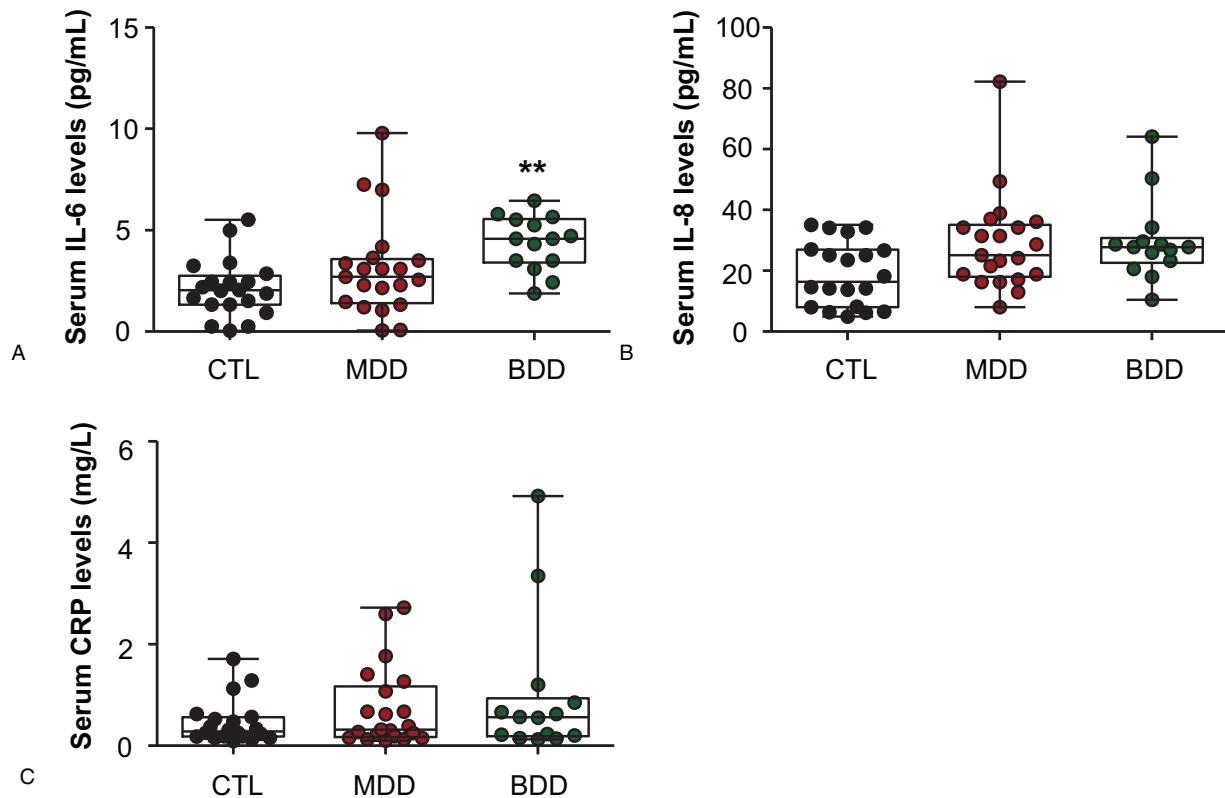 Serum IL-6 levels (pg/mL)
15
10
5
0
**
CTL
MDD
BDD
A
Serum IL-8 levels (pg/mL)
100
80
60
40
20
0
CTL
MDD
BDD
B
Serum CRP levels (mg/L)
6
4
2
0
CTL
MDD
BDD
C